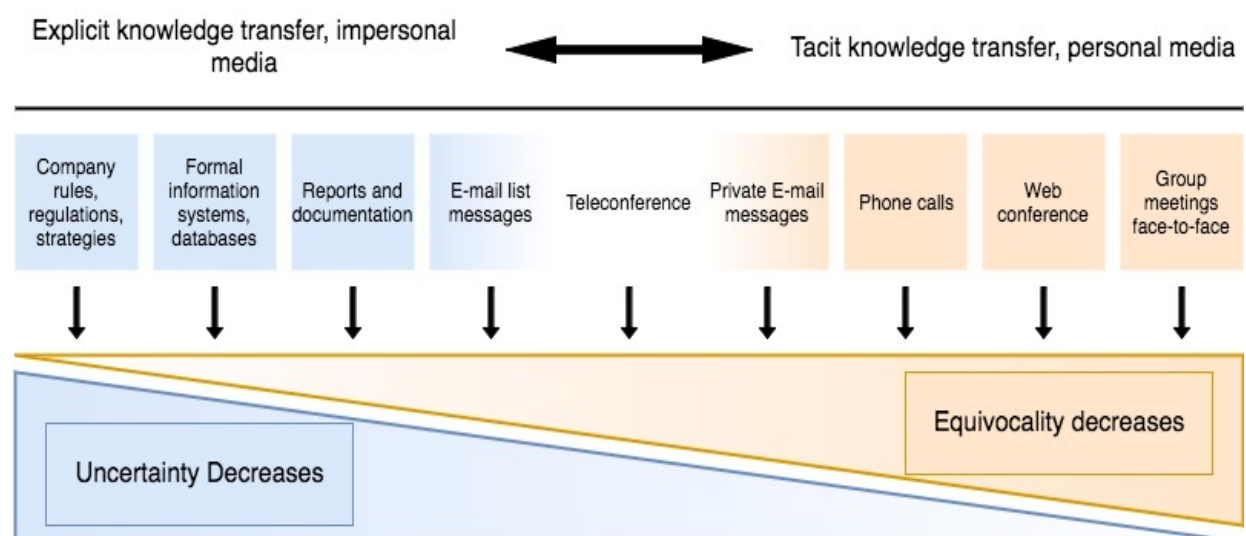 Explicit knowledge transfer, impersonal
media
Tacit knowledge transfer, personal media
Company
rules,
regulations,
strategies
Formal
information
systems,
databases
Reports and
documentation
E-mail list
messages
Teleconference
Private E-mail
messages
Phone calls
Web
conference
Group
meetings
face-to-face
Equivocality decreases
Uncertainty Decreases